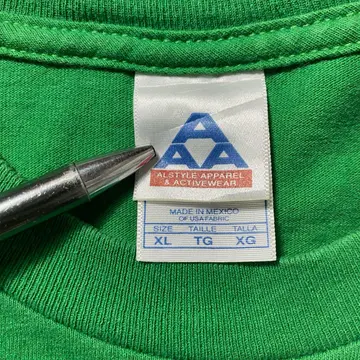 A
AAA
ALSTYLE APPAREL
& ACTIVEWEAR
MADE IN MEXICO
OF USA FABRIC
SIZE TAILLE TALLA
XL TG XG